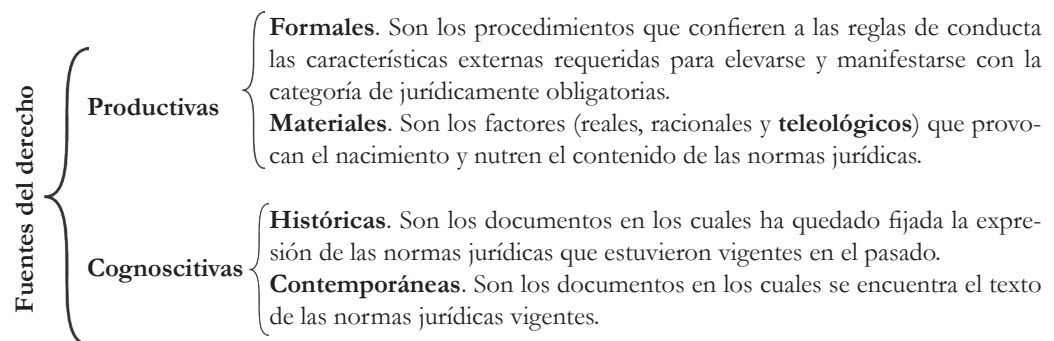 Fuentes del derecho
Productivas
Formales. Son los procedimientos que confieren a las reglas de conducta
las características externas requeridas para elevarse y manifestarse con la
categoría de jurídicamente obligatorias.
Materiales. Son los factores (reales, racionales y teleológicos) que provo-
can el nacimiento y nutren el contenido de las normas jurídicas.
Cognoscitivas
Históricas. Son los documentos en los cuales ha quedado fijada la expre-
sión de las normas jurídicas que estuvieron vigentes en el pasado.
Contemporáneas. Son los documentos en los cuales se encuentra el texto
de las normas jurídicas vigentes.